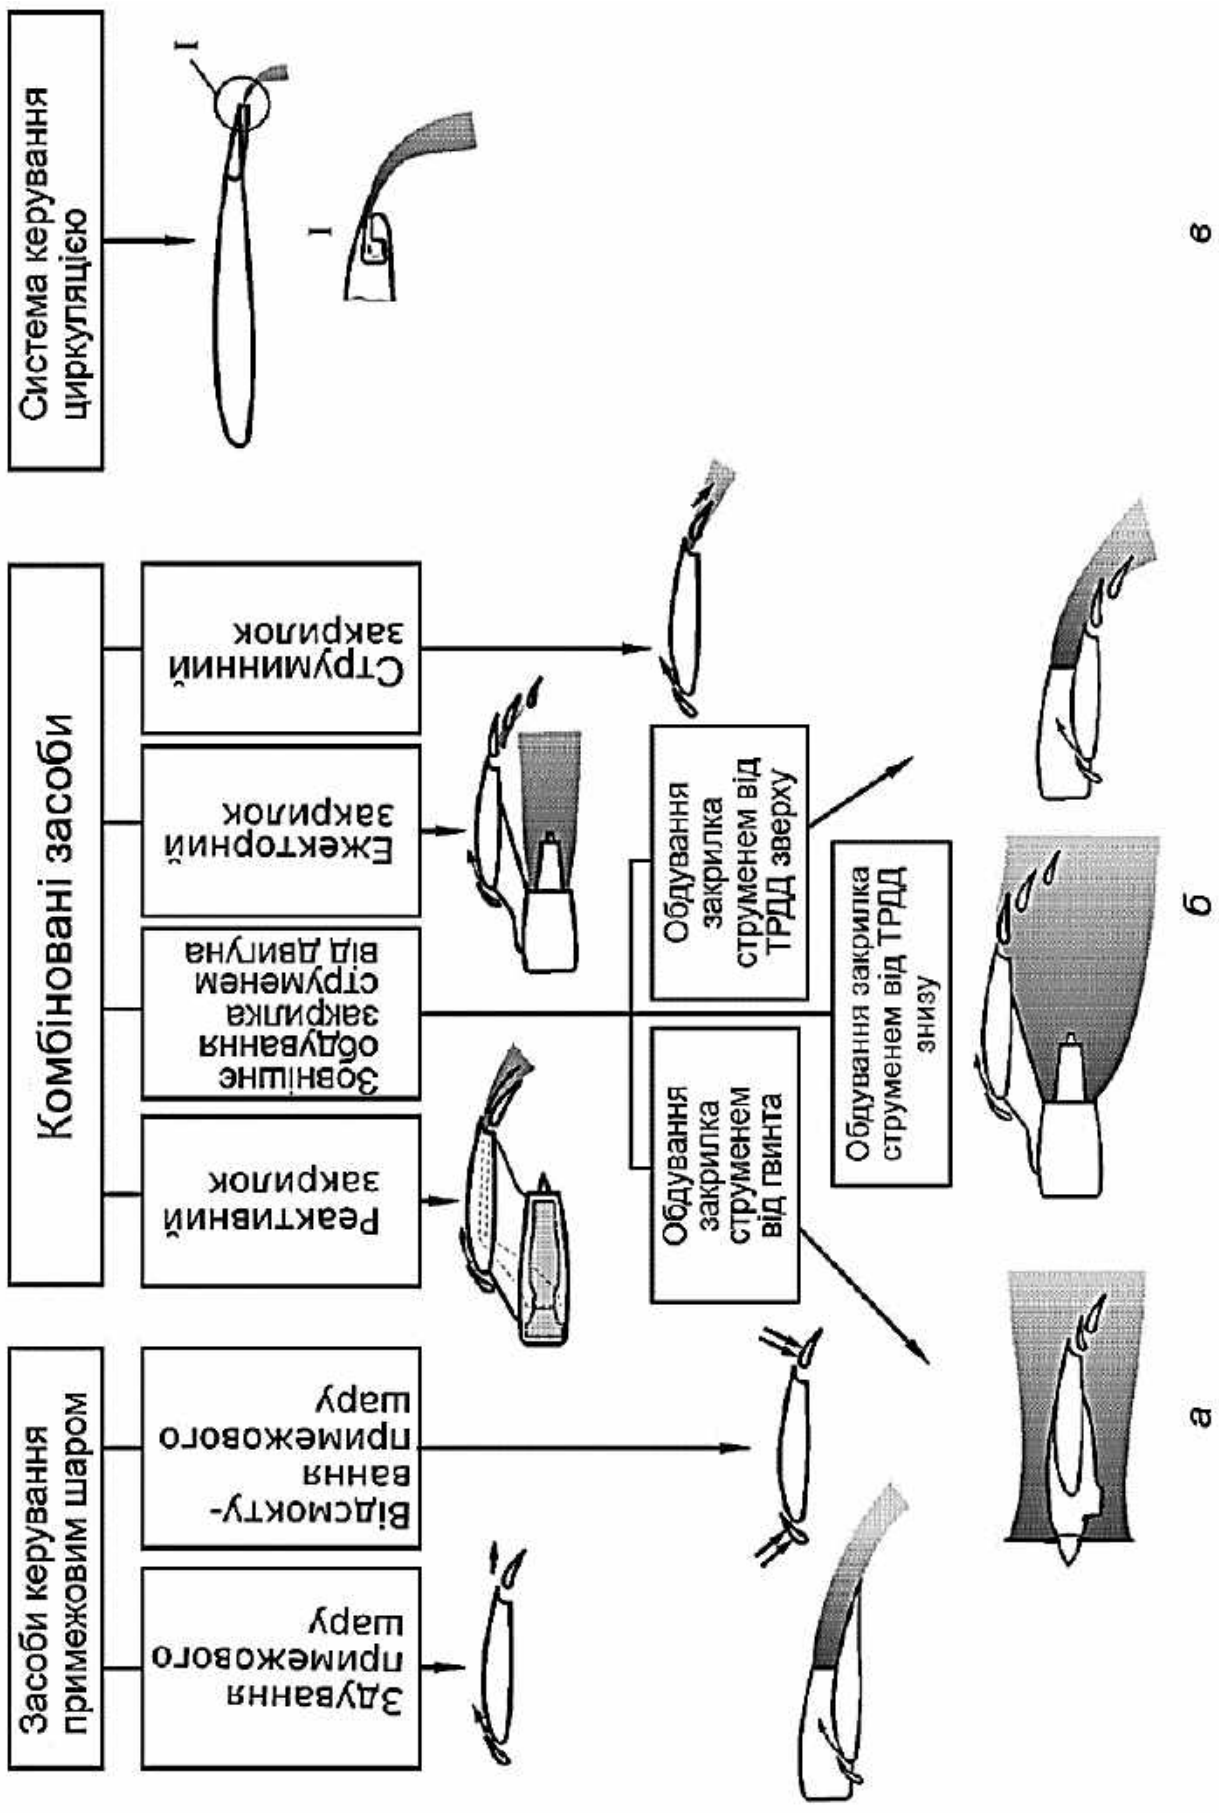 Засоби керування
примежовим шаром
Здування
примежового
шару
Відсмокту-
вання
примежового
шару
Комбіновані засоби
Реактивний
закрилок
Зовнішнє
обдування
закрилка
струменем
від двигуна
Ежекторний
закрилок
Струминний
закрилок
Обдування
закрилка
струменем
від гвинта
Обдування закрилка
струменем від ТРДД
знизу
Обдування
закрилка
струменем від
ТРДД зверху
Система керування
циркуляцією
I
I
а
б
в